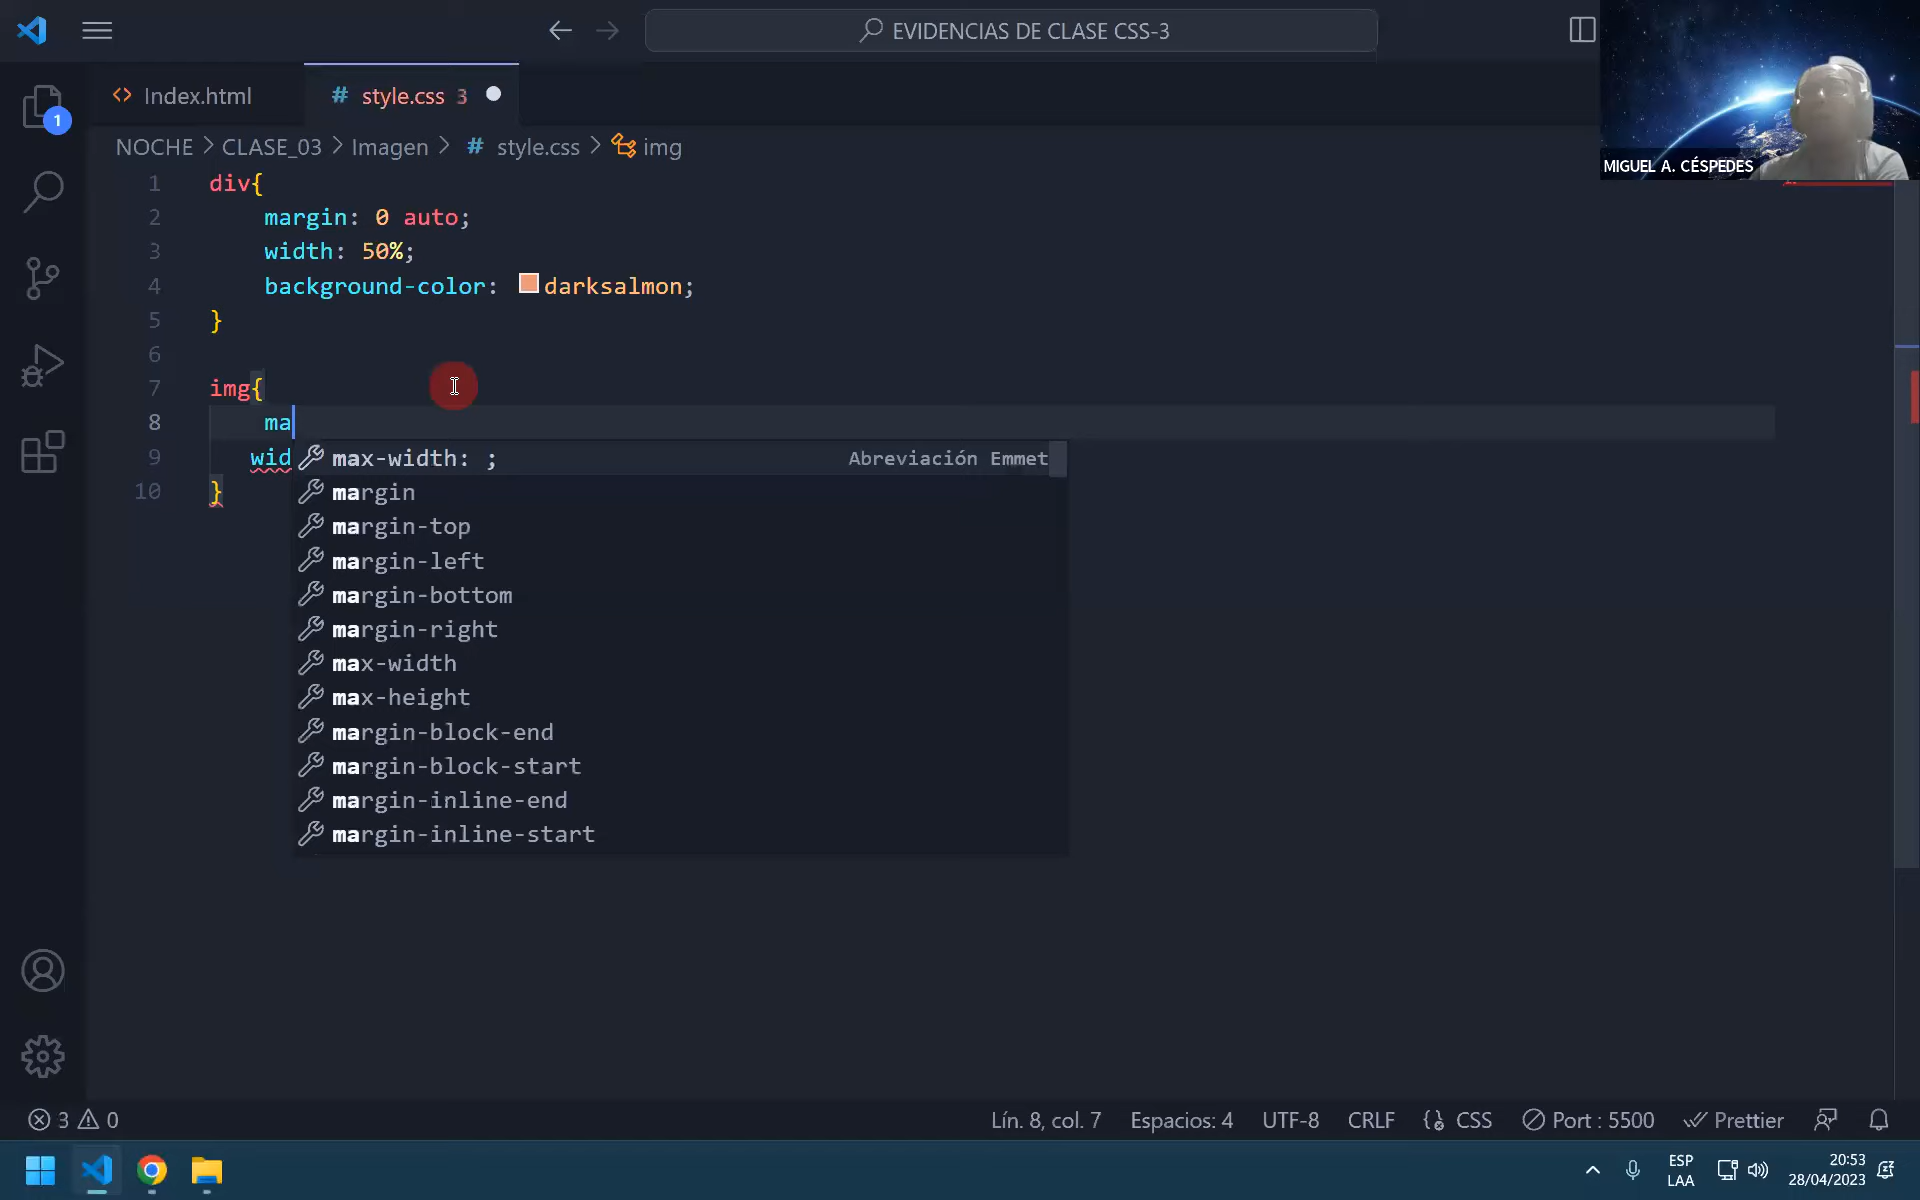 EVIDENCIAS DE CLASE CSS-3
Index.html
# style.css 3
1
NOCHE > CLASE_03 > Imagen > # style.css > img
MIGUEL A. CÉSPEDES
1 div{
2 margin: 0 auto;
3 width: 50%;
4 background-color: darksalmon;
5 }
6
7 img{
8 ma
9 wid
10 }
max-width: ; Abreviación Emmet
margin
margin-top
margin-left
margin-bottom
margin-right
max-width
max-height
margin-block-end
margin-block-start
margin-inline-end
margin-inline-start
3 0 Lín. 8, col. 7 Espacios: 4 UTF-8 CRLF {} CSS Port : 5500 Prettier
ESP
LAA
20:53
28/04/2023